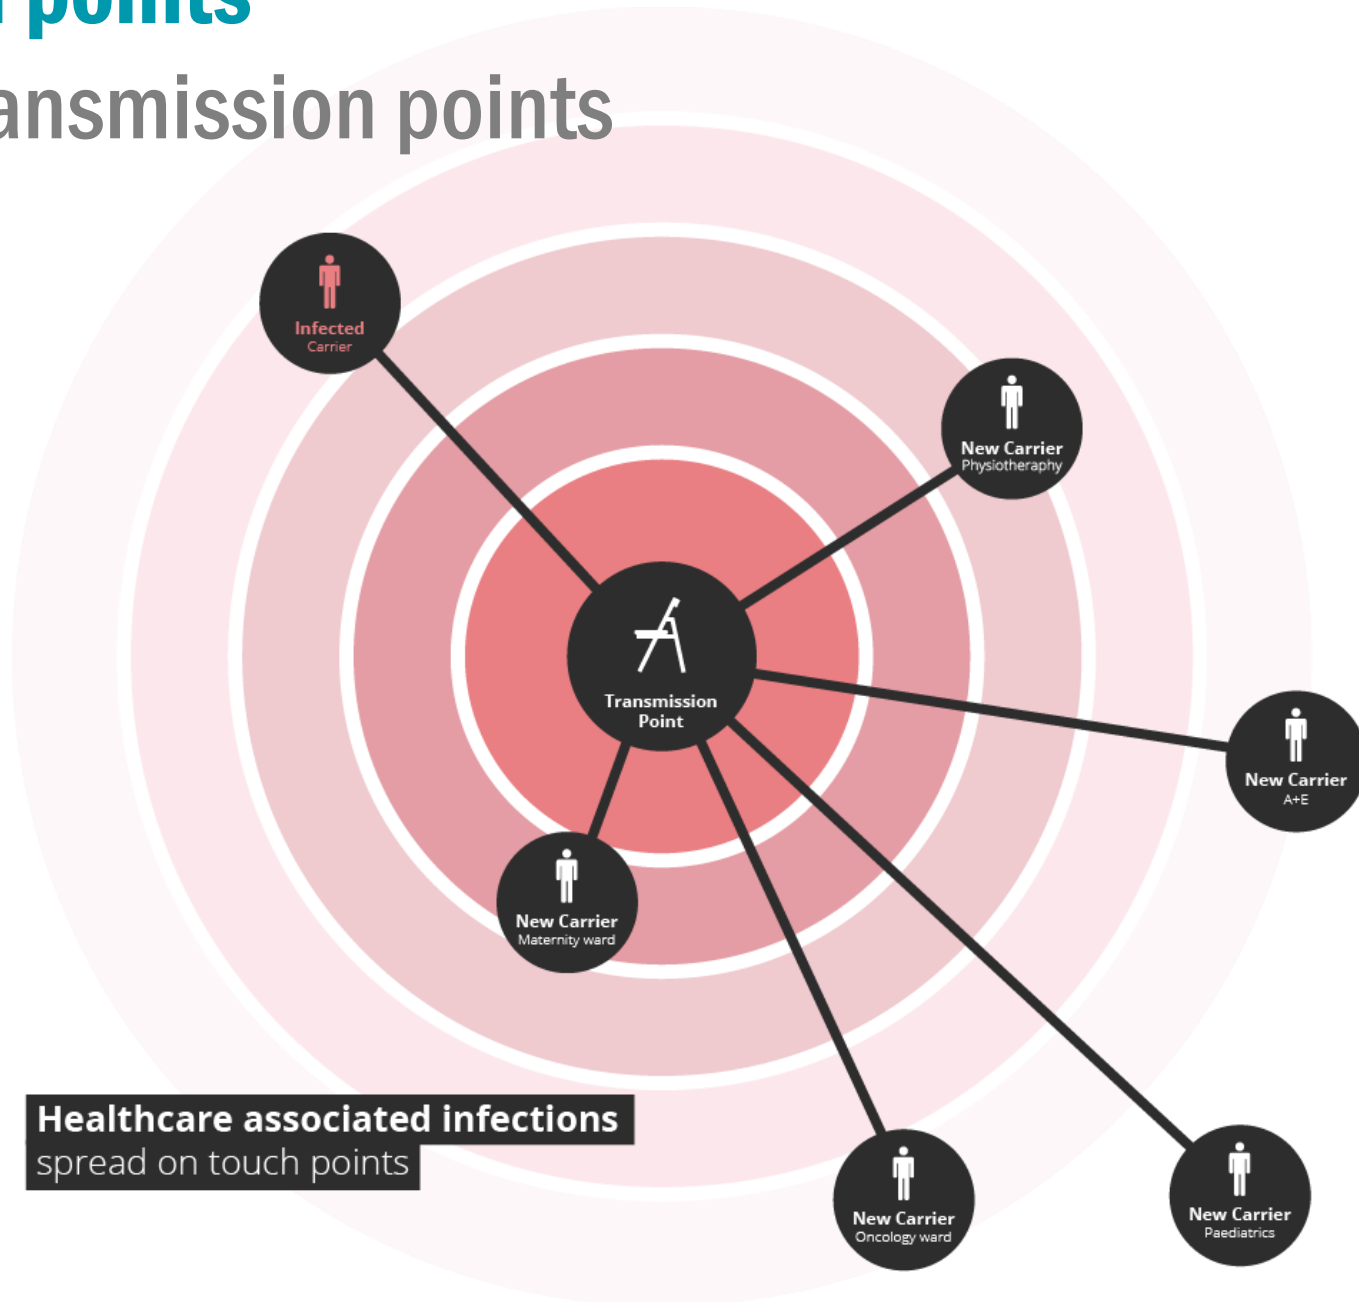 points
ansmission points
Infected
Carrier
New Carrier
Physiotheraphy
Transmission
Point
New Carrier
A+E
New Carrier
Maternity ward
Healthcare associated infections
spread on touch points
New Carrier
Oncology ward
New Carrier
Paediatrics